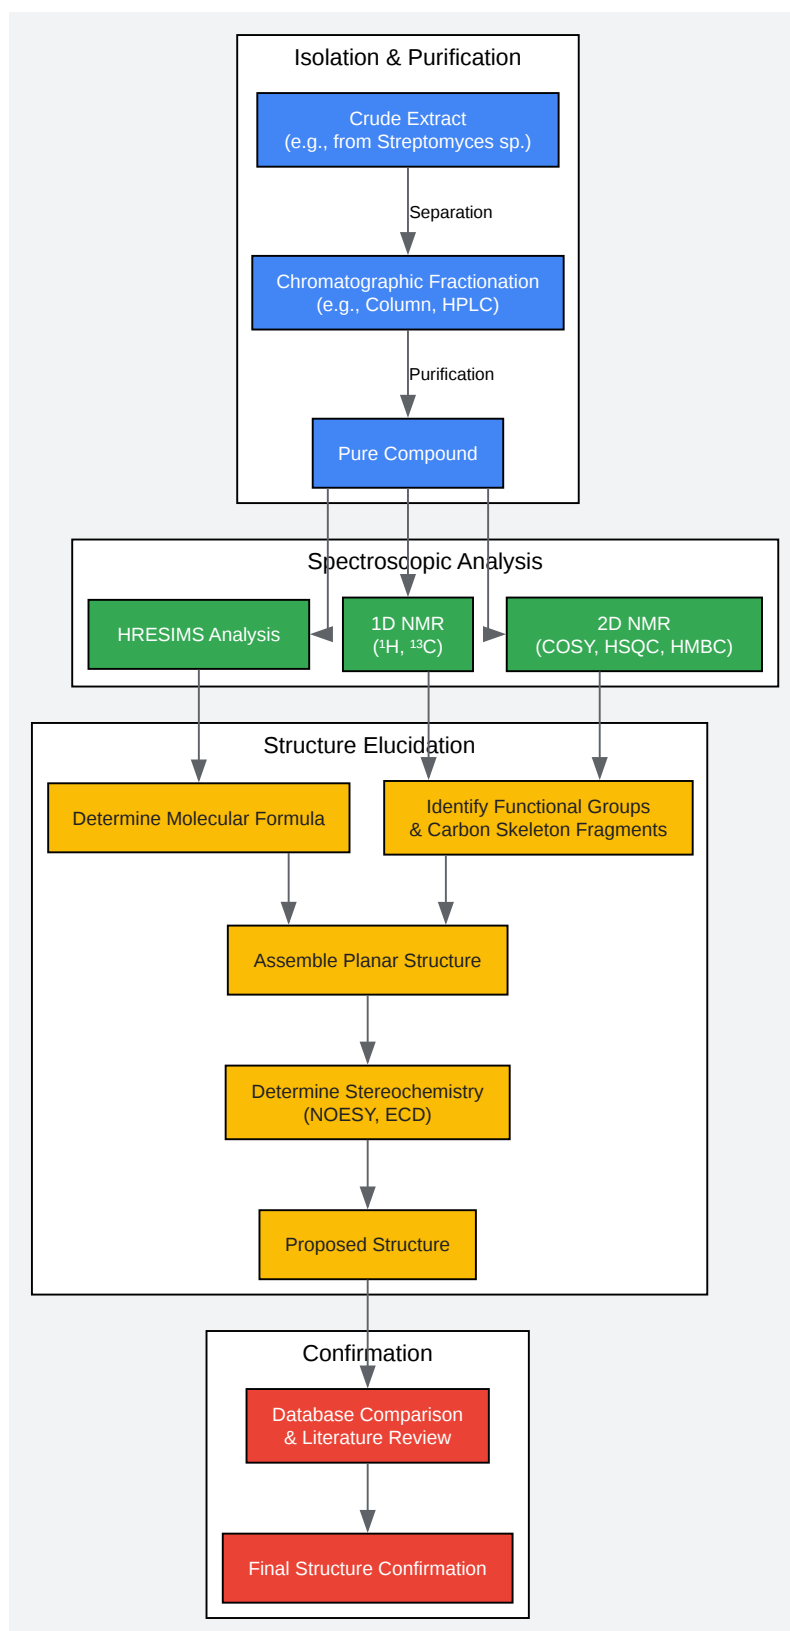 Isolation & Purification
Crude Extract
(e.g., from Streptomyces sp.)
Separation
Chromatographic Fractionation
(e.g., Column, HPLC)
Purification
Pure Compound
Spectroscopic Analysis
HRESIMS Analysis
1D NMR
(¹H, ¹³C)
2D NMR
(COSY, HSQC, HMBC)
Structure Elucidation
Determine Molecular Formula
Identify Functional Groups
& Carbon Skeleton Fragments
Assemble Planar Structure
Determine Stereochemistry
(NOESY, ECD)
Proposed Structure
Confirmation
Database Comparison
& Literature Review
Final Structure Confirmation